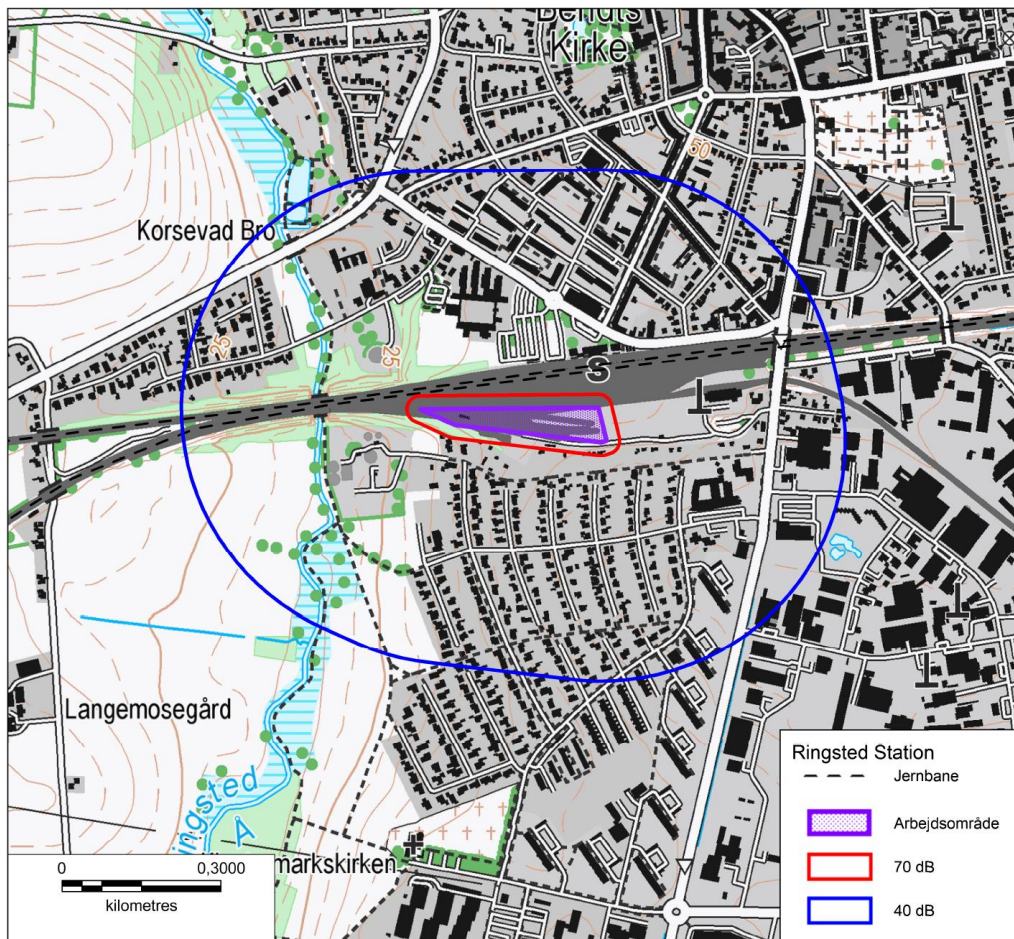 Bendts
Kirke
50
Korsevad Bro
25
25
S
Langemosegård
ingsted
Å
markskirken
0
0,3000
kilometres
Ringsted Station
Jernbane
Arbejdsområde
70 dB
40 dB